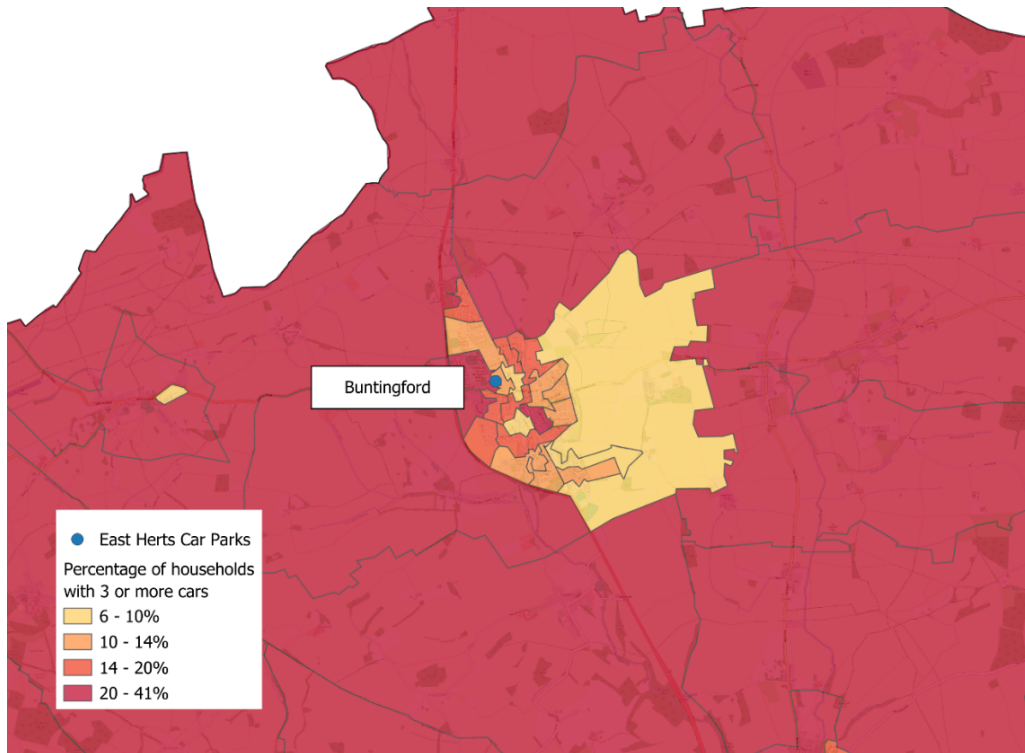 Buntingford
East Herts Car Parks
Percentage of households
with 3 or more cars
6 - 10%
10 - 14%
14 - 20%
20 - 41%